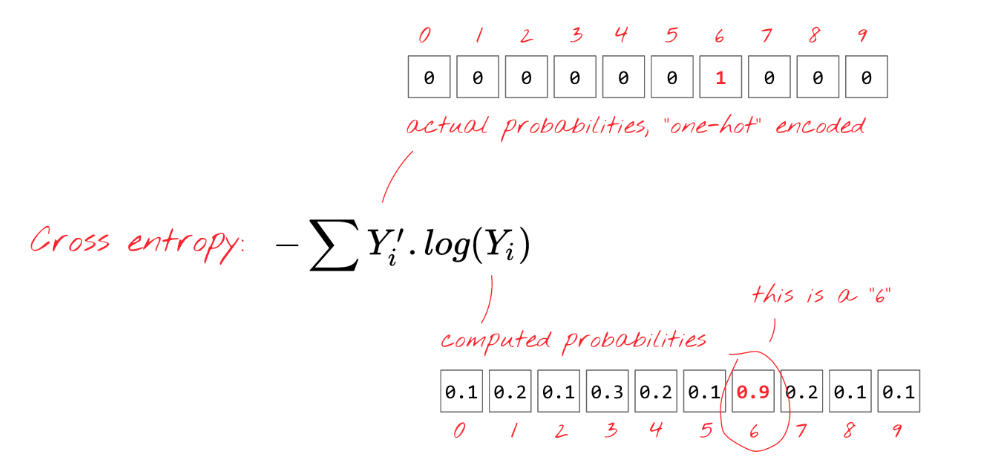 0 1 2 3 4 5 6 7 8 9
0 0 0 0 0 0 1 0 0 0
actual probabilities, "one-hot" encoded
Cross entropy: − ∑ Y′ᵢ . log(Yᵢ)
this is a "6"
computed probabilities
0.1 0.2 0.1 0.3 0.2 0.1 0.9 0.2 0.1 0.1
0 1 2 3 4 5 6 7 8 9